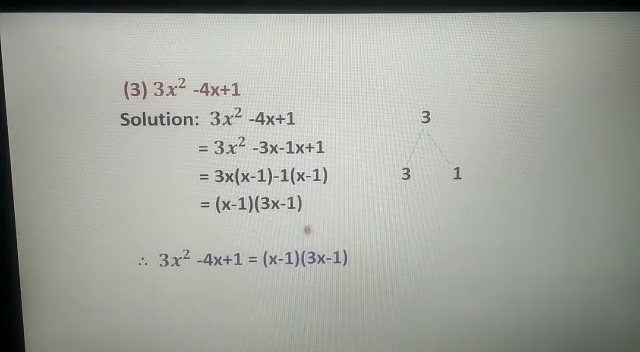 (3) 3x² -4x+1
Solution: 3x² -4x+1
3
= 3x² -3x-1x+1
= 3x(x-1)-1(x-1)
3 1
= (x-1)(3x-1)
∴ 3x² -4x+1 = (x-1)(3x-1)